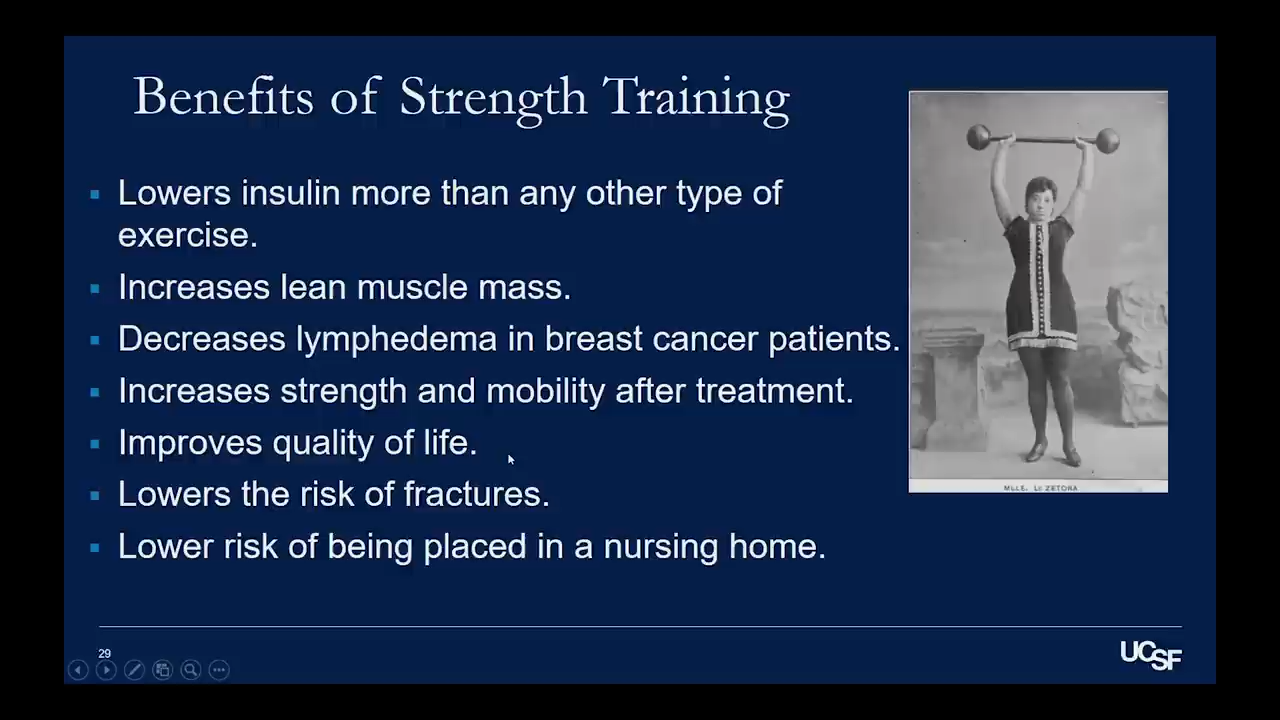 Benefits of Strength Training
Lowers insulin more than any other type of
exercise.
Increases lean muscle mass.
Decreases lymphedema in breast cancer patients.
Increases strength and mobility after treatment.
Improves quality of life.
Lowers the risk of fractures.
Lower risk of being placed in a nursing home.
MLLE. LE ZETORA
29
UCSF